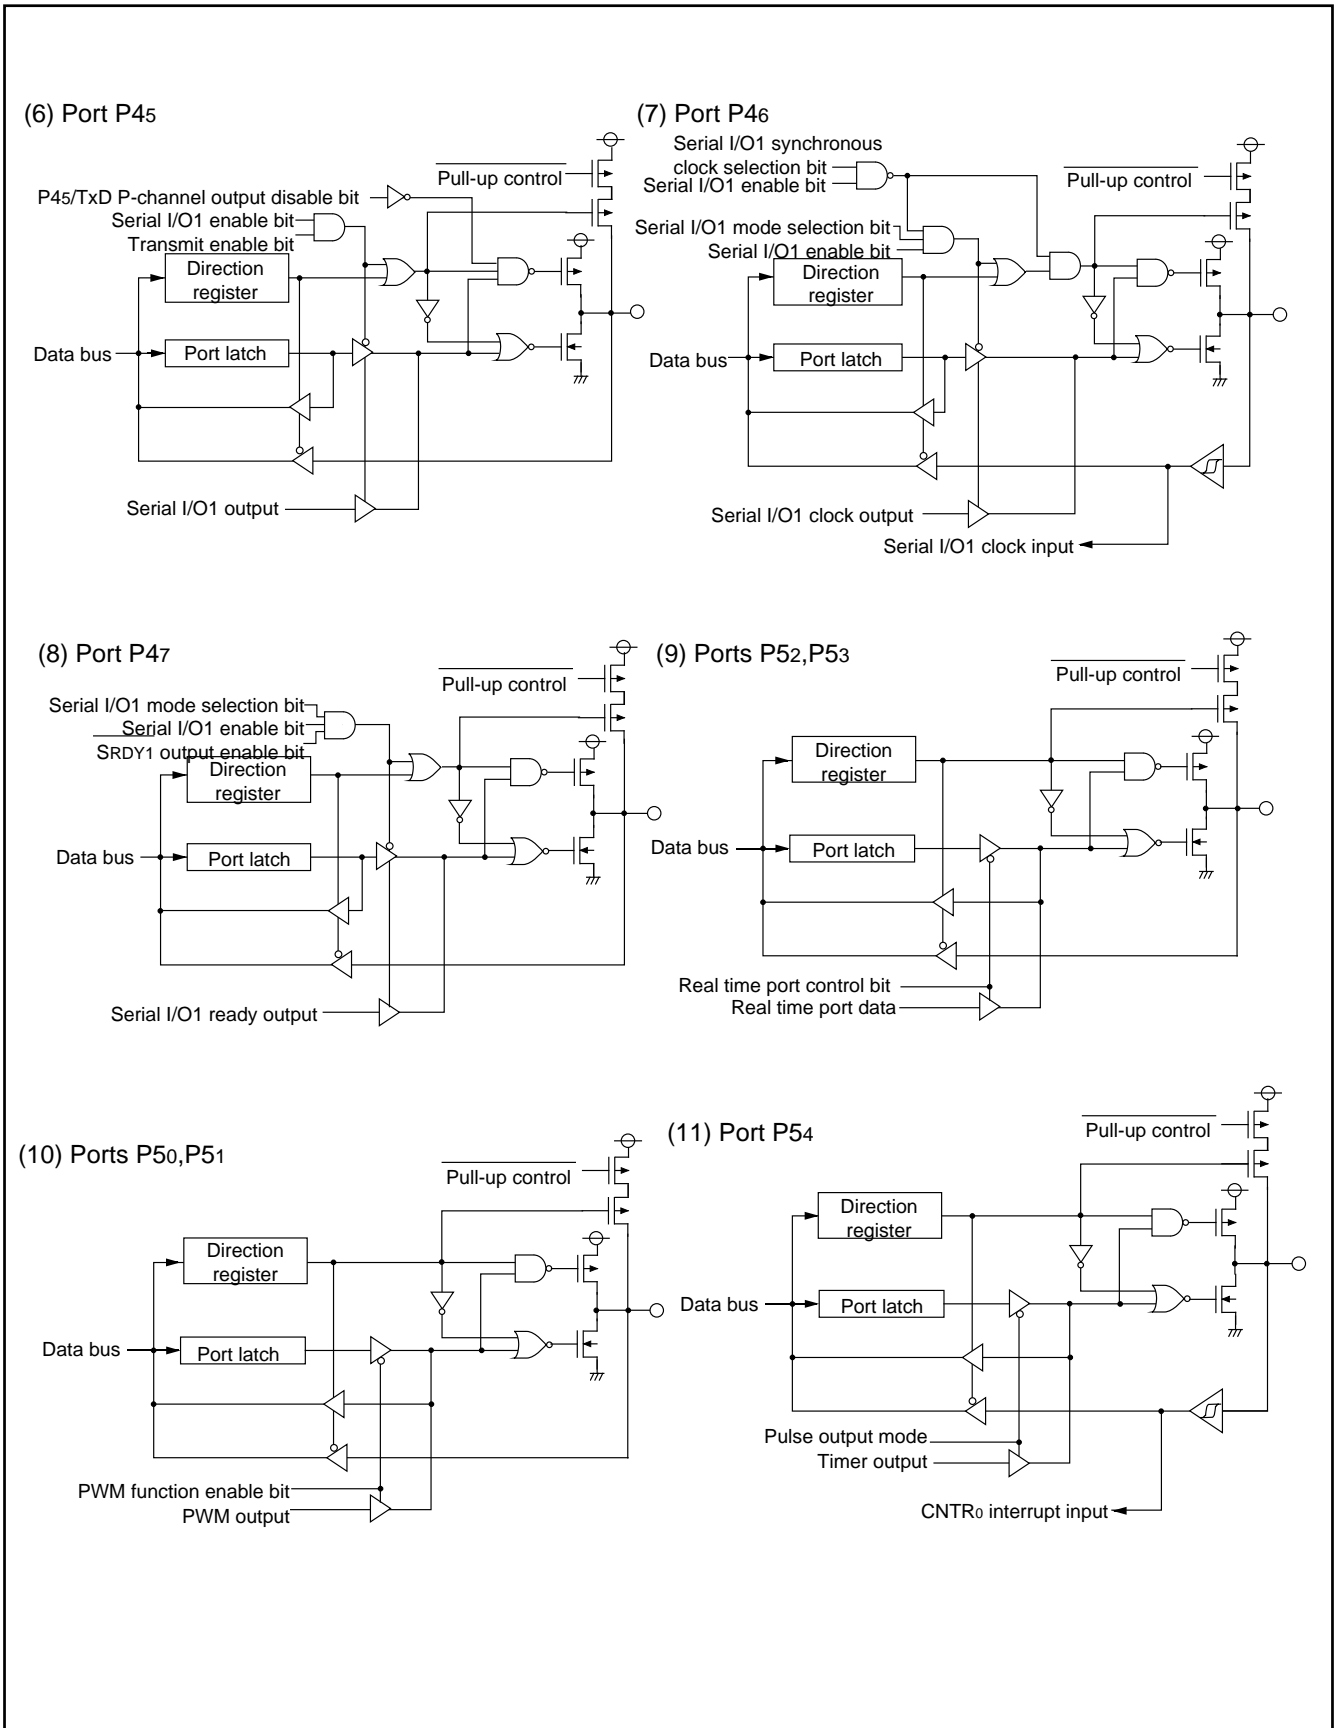 (6) Port P45
Pull-up control
P45/TxD P-channel output disable bit
Serial I/O1 enable bit
Transmit enable bit
Direction
register
Data bus
Port latch
Serial I/O1 output
(7) Port P46
Serial I/O1 synchronous
clock selection bit
Serial I/O1 enable bit
Pull-up control
Serial I/O1 mode selection bit
Serial I/O1 enable bit
Direction
register
Data bus
Port latch
Serial I/O1 clock output
Serial I/O1 clock input
(8) Port P47
Pull-up control
Serial I/O1 mode selection bit
Serial I/O1 enable bit
SRDY1 output enable bit
Direction
register
Data bus
Port latch
Serial I/O1 ready output
(9) Ports P52,P53
Pull-up control
Direction
register
Data bus
Port latch
Real time port control bit
Real time port data
(10) Ports P50,P51
Pull-up control
Direction
register
Data bus
Port latch
PWM function enable bit
PWM output
(11) Port P54
Pull-up control
Direction
register
Data bus
Port latch
Pulse output mode
Timer output
CNTR0 interrupt input